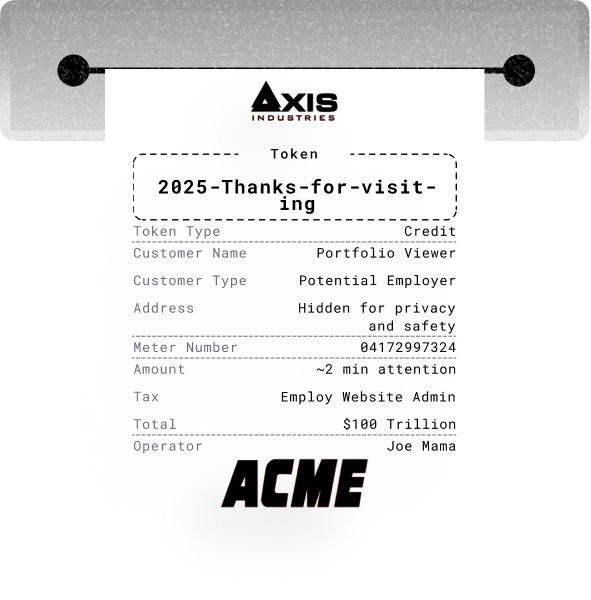 AXIS
INDUSTRIES
Token
2025-Thanks-for-visit-
ing
Token Type Credit
Customer Name Portfolio Viewer
Customer Type Potential Employer
Address Hidden for privacy
and safety
Meter Number 04172997324
Amount ~2 min attention
Tax Employ Website Admin
Total $100 Trillion
Operator Joe Mama
ACME